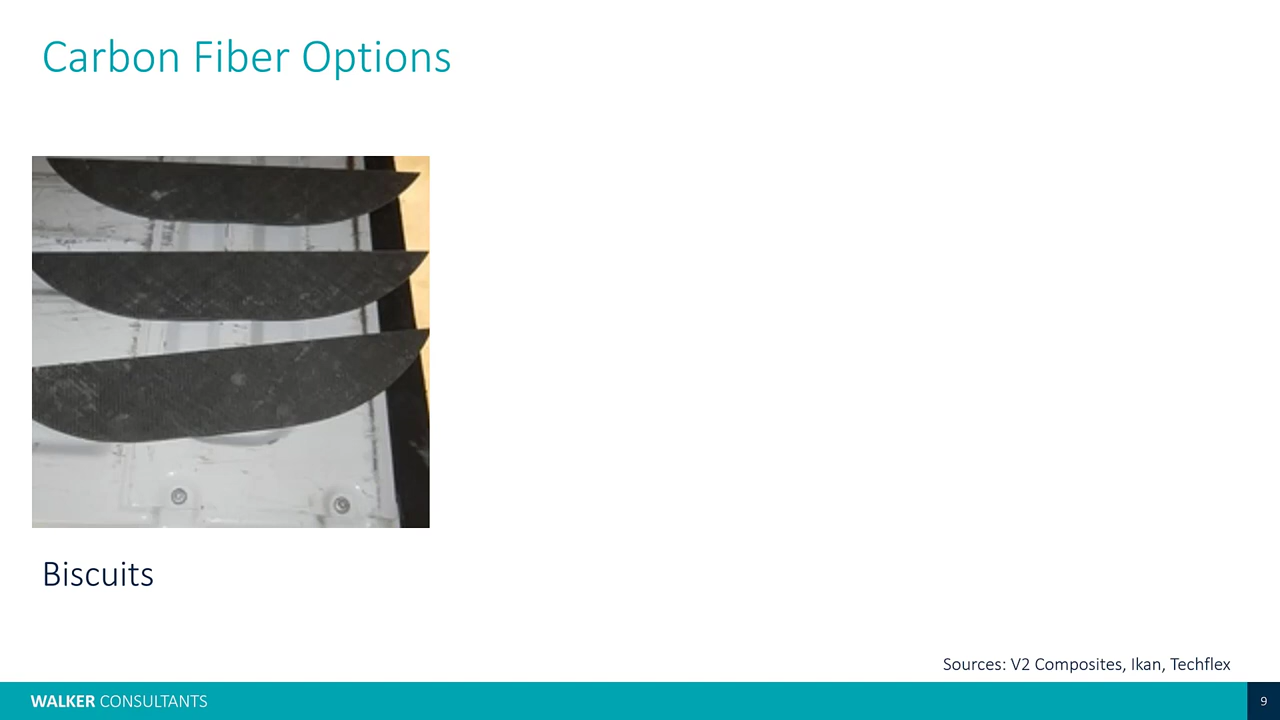 Carbon Fiber Options
Biscuits
Sources: V2 Composites, Ikan, Techflex
WALKER CONSULTANTS
9